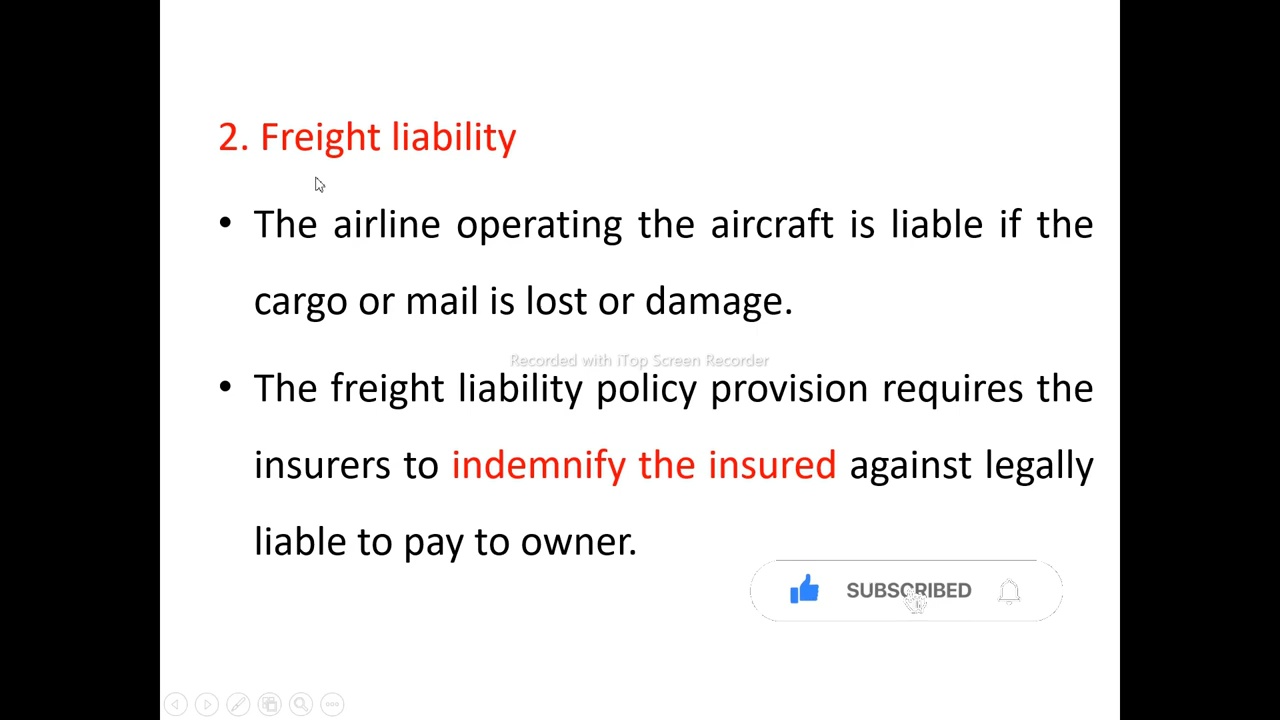 2. Freight liability
• The airline operating the aircraft is liable if the
cargo or mail is lost or damage.
Recorded with iTop Screen Recorder
• The freight liability policy provision requires the
insurers to indemnify the insured against legally
liable to pay to owner.
SUBSCRIBED